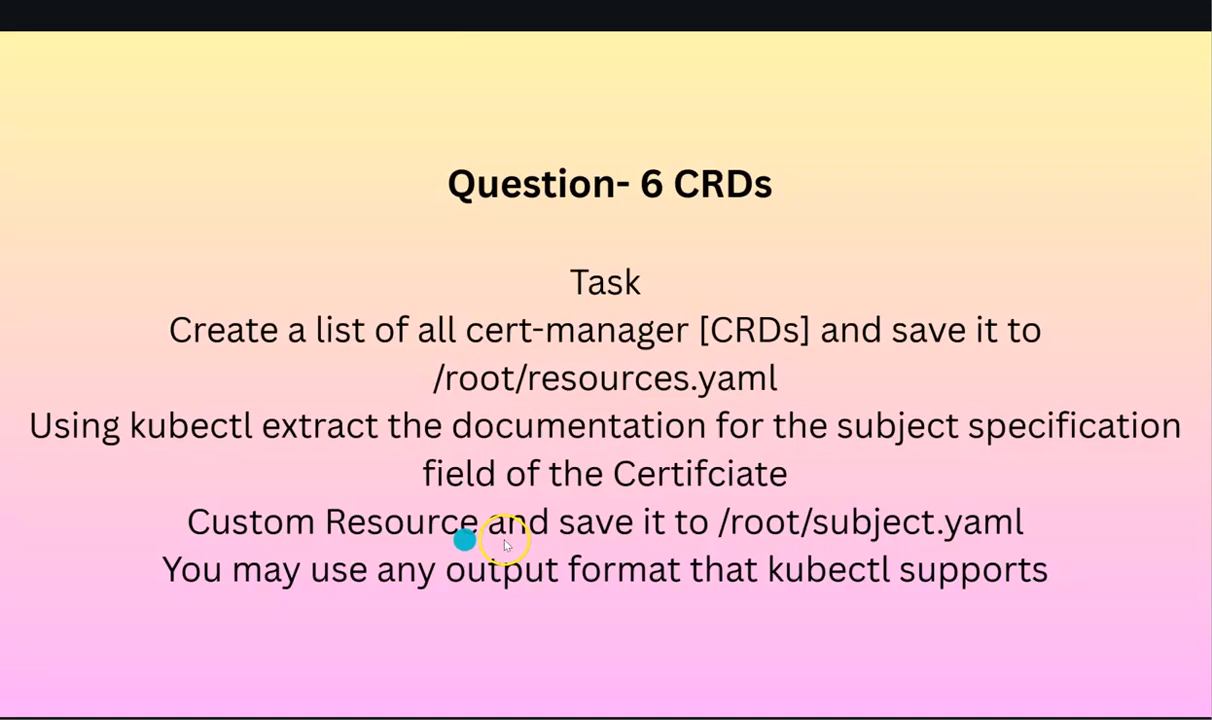 Question- 6 CRDs
Task
Create a list of all cert-manager [CRDs] and save it to
/root/resources.yaml
Using kubectl extract the documentation for the subject specification
field of the Certifciate
Custom Resource and save it to /root/subject.yaml
You may use any output format that kubectl supports